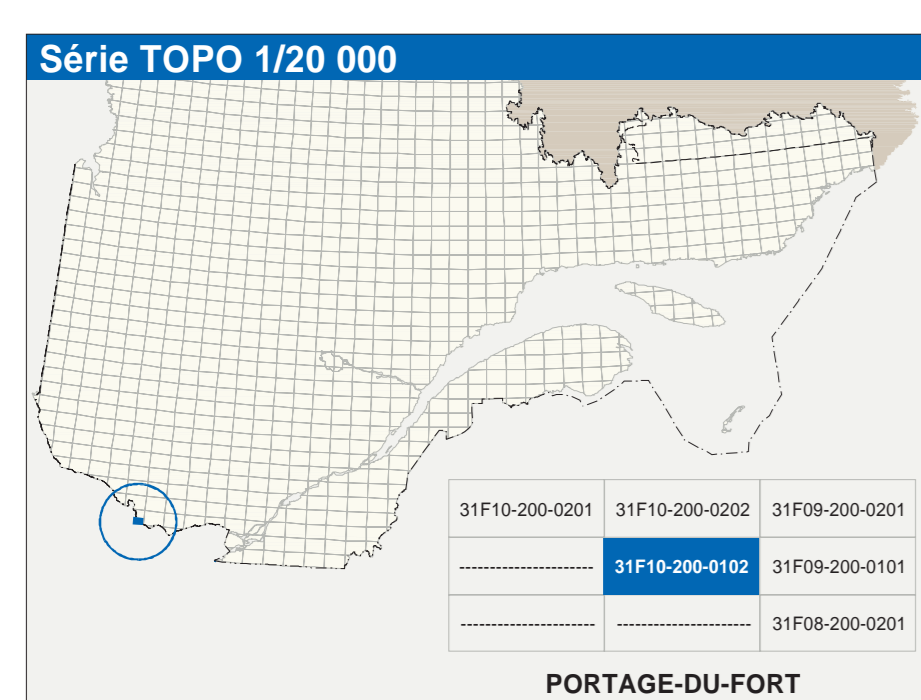 Série TOPO 1/20 000
31F10-200-0201 31F10-200-0202 31F09-200-0201
---------------------- 31F10-200-0102 31F09-200-0101
---------------------- ---------------------- 31F08-200-0201
PORTAGE-DU-FORT